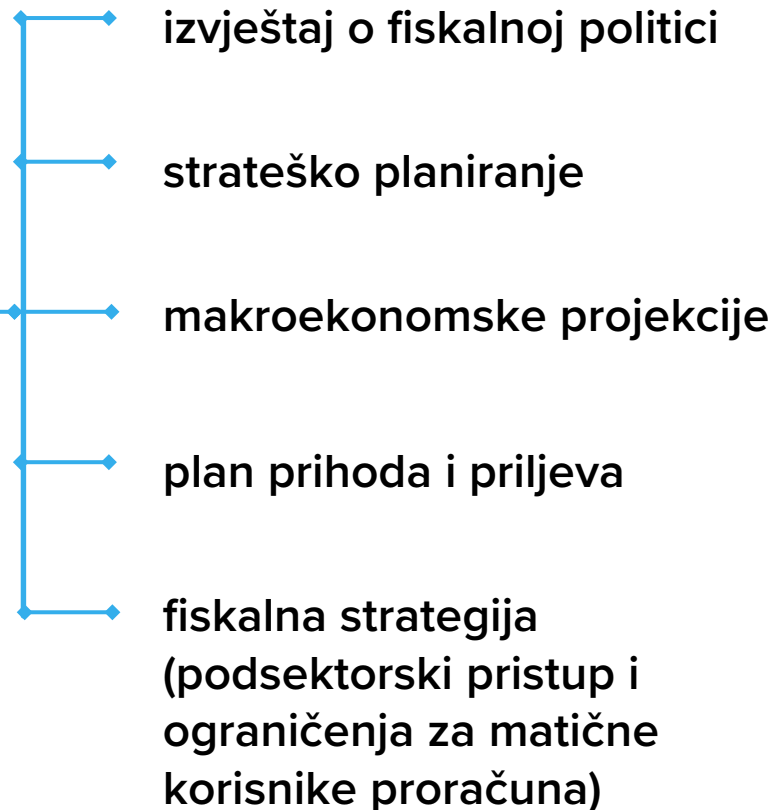 izvještaj o fiskalnoj politici
strateško planiranje
makroekonomske projekcije
plan prihoda i priljeva
fiskalna strategija
(podsektorski pristup i
ograničenja za matične
korisnike proračuna)